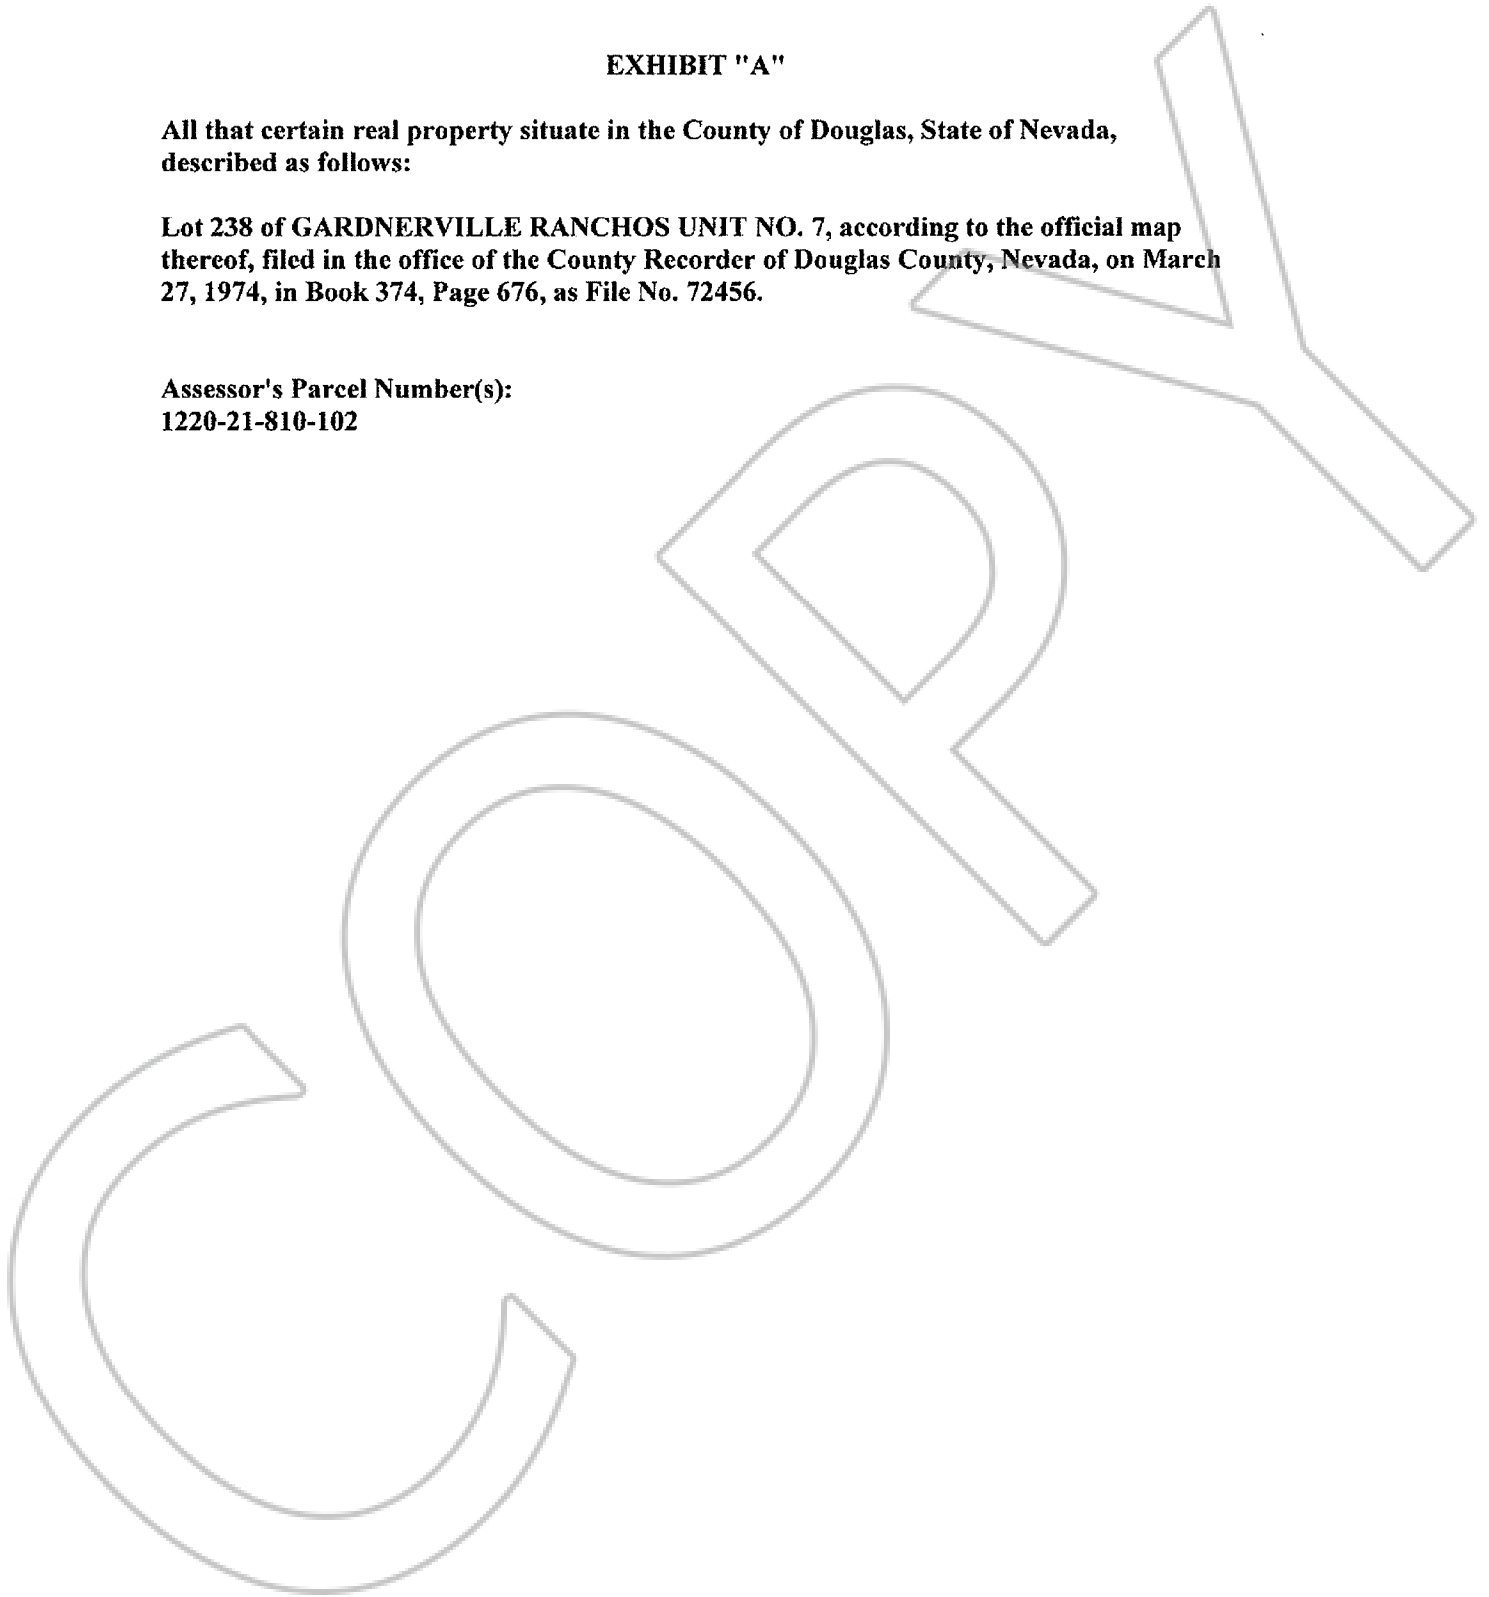 EXHIBIT "A"
All that certain real property situate in the County of Douglas, State of Nevada,
described as follows:
Lot 238 of GARDNERVILLE RANCHOS UNIT NO. 7, according to the official map
thereof, filed in the office of the County Recorder of Douglas County, Nevada, on March
27, 1974, in Book 374, Page 676, as File No. 72456.
Assessor's Parcel Number(s):
1220-21-810-102
COPY